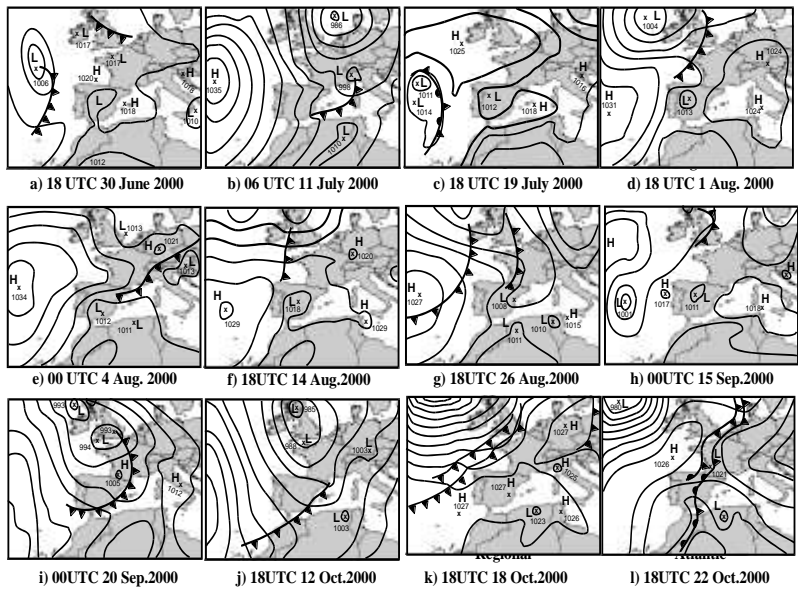 L
1017
L
1017
L
1006
1020
H
H
1018
L
H
1018
L
1010
1012
a) 18 UTC 30 June 2000
L
986
H
1035
L
998
L
1010
b) 06 UTC 11 July 2000
H
1025
L
1011
1014
L
1012
H
1018
H
1016
c) 18 UTC 19 July 2000
L
1004
H
1031
L
1013
H
1024
H
1024
d) 18 UTC 1 Aug. 2000
L
1013
H
1021
L
1013
H
1034
L
1012
L
1011
e) 00 UTC 4 Aug. 2000
H
1020
H
1029
L
1018
H
1029
f) 18UTC 14 Aug.2000
H
1027
L
1008
L
1011
L
1010
H
1015
g) 18UTC 26 Aug.2000
H
L
1001
H
1017
L
1011
H
1018
H
h) 00UTC 15 Sep.2000
993
L
993
L
994
H
1005
H
1012
i) 00UTC 20 Sep.2000
L
985
L
L
1003
L
1003
j) 18UTC 12 Oct.2000
H
1027
H
1025
H
1027
H
1027
L
1023
H
1026
Regional
k) 18UTC 18 Oct.2000
L
980
H
1026
L
1021
L
Atlantic
l) 18UTC 22 Oct.2000